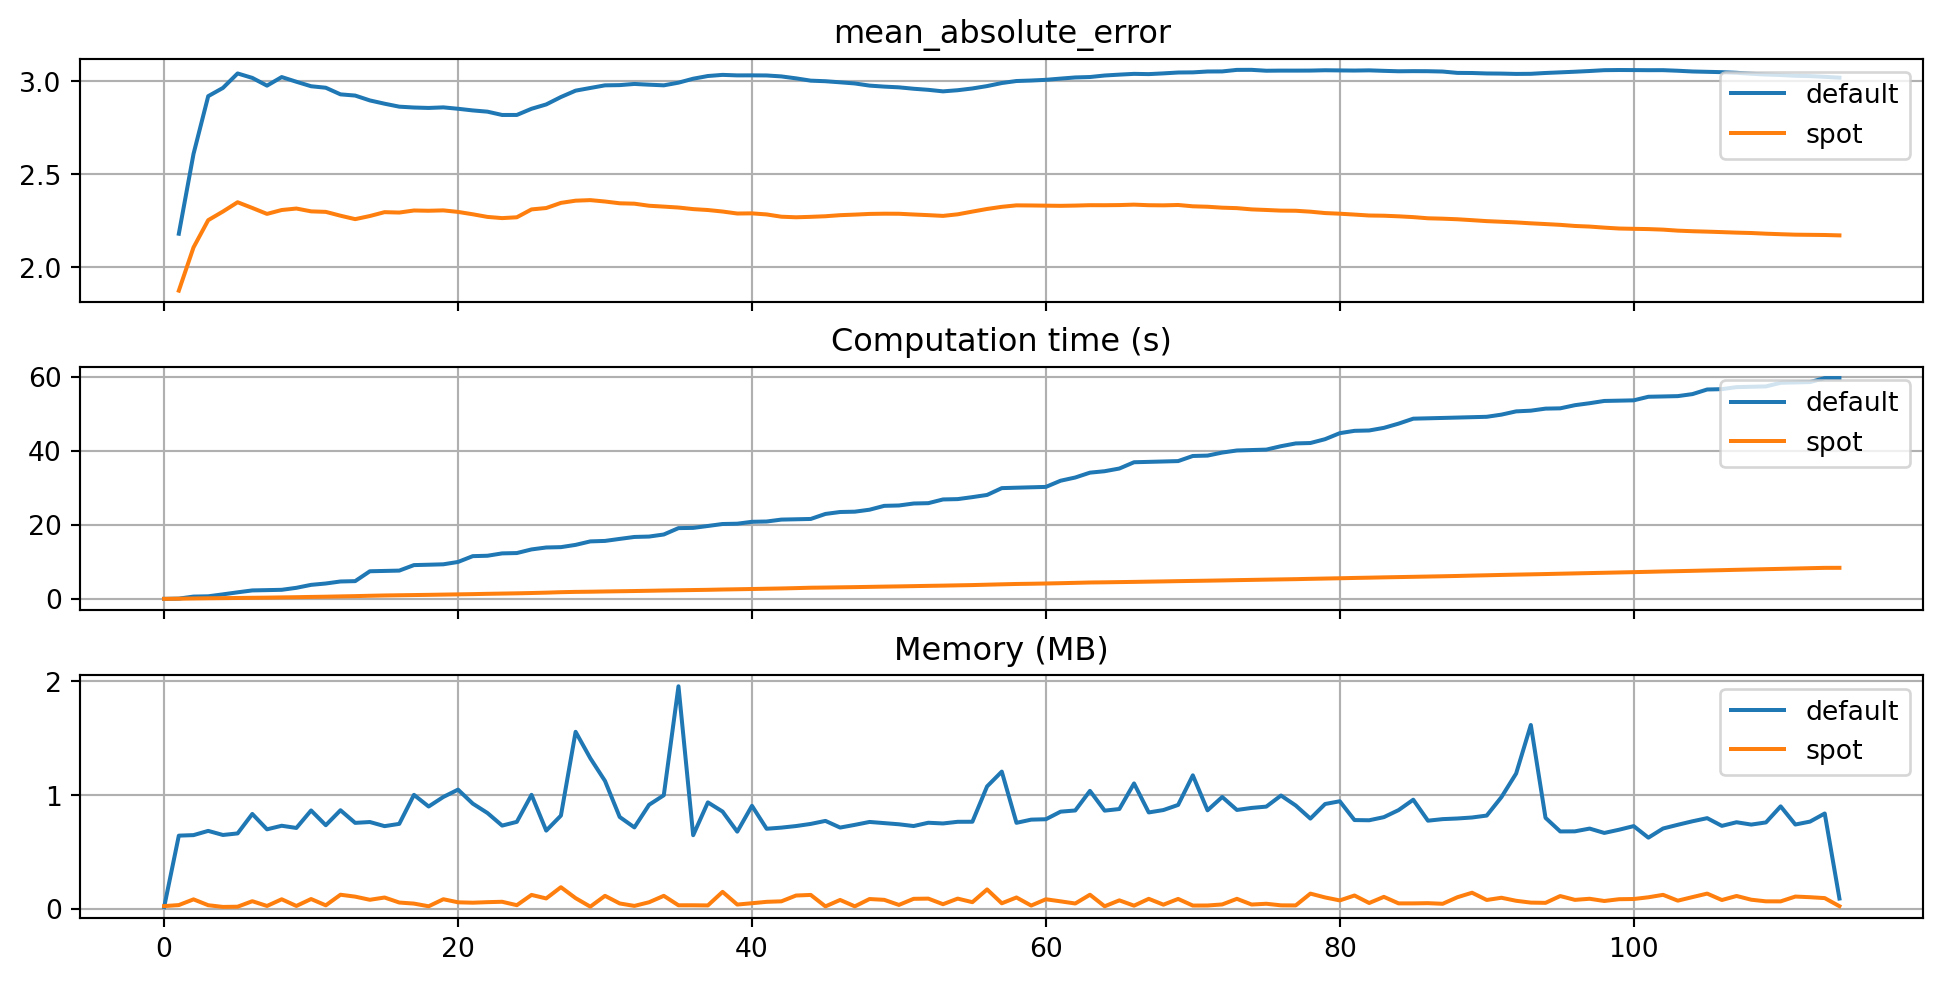 mean_absolute_error
3.0
2.5
2.0
default
spot
Computation time (s)
60
40
20
0
default
spot
Memory (MB)
2
1
0
default
spot
0 20 40 60 80 100